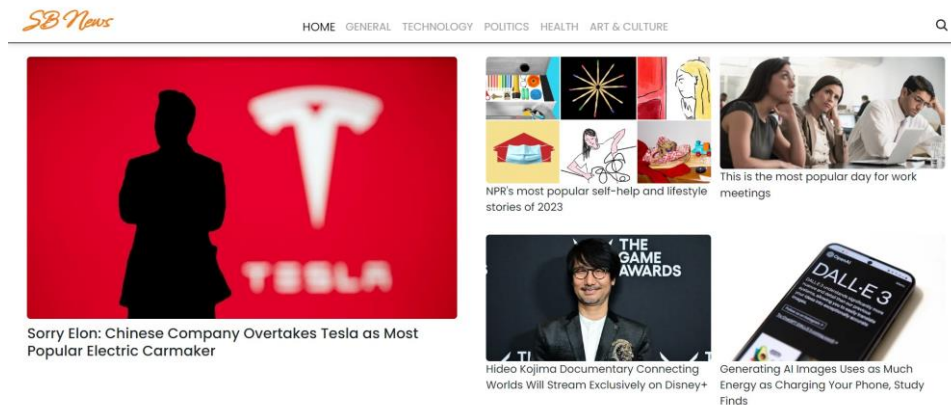 SB News
HOME GENERAL TECHNOLOGY POLITICS HEALTH ART & CULTURE
TESLA
Sorry Elon: Chinese Company Overtakes Tesla as Most
Popular Electric Carmaker
NPR's most popular self-help and lifestyle
stories of 2023
This is the most popular day for work
meetings
THE
GAME
AWARDS
Hideo Kojima Documentary Connecting
Worlds Will Stream Exclusively on Disney+
OpenAI
DALL·E 3
Generating AI Images Uses as Much
Energy as Charging Your Phone, Study
Finds